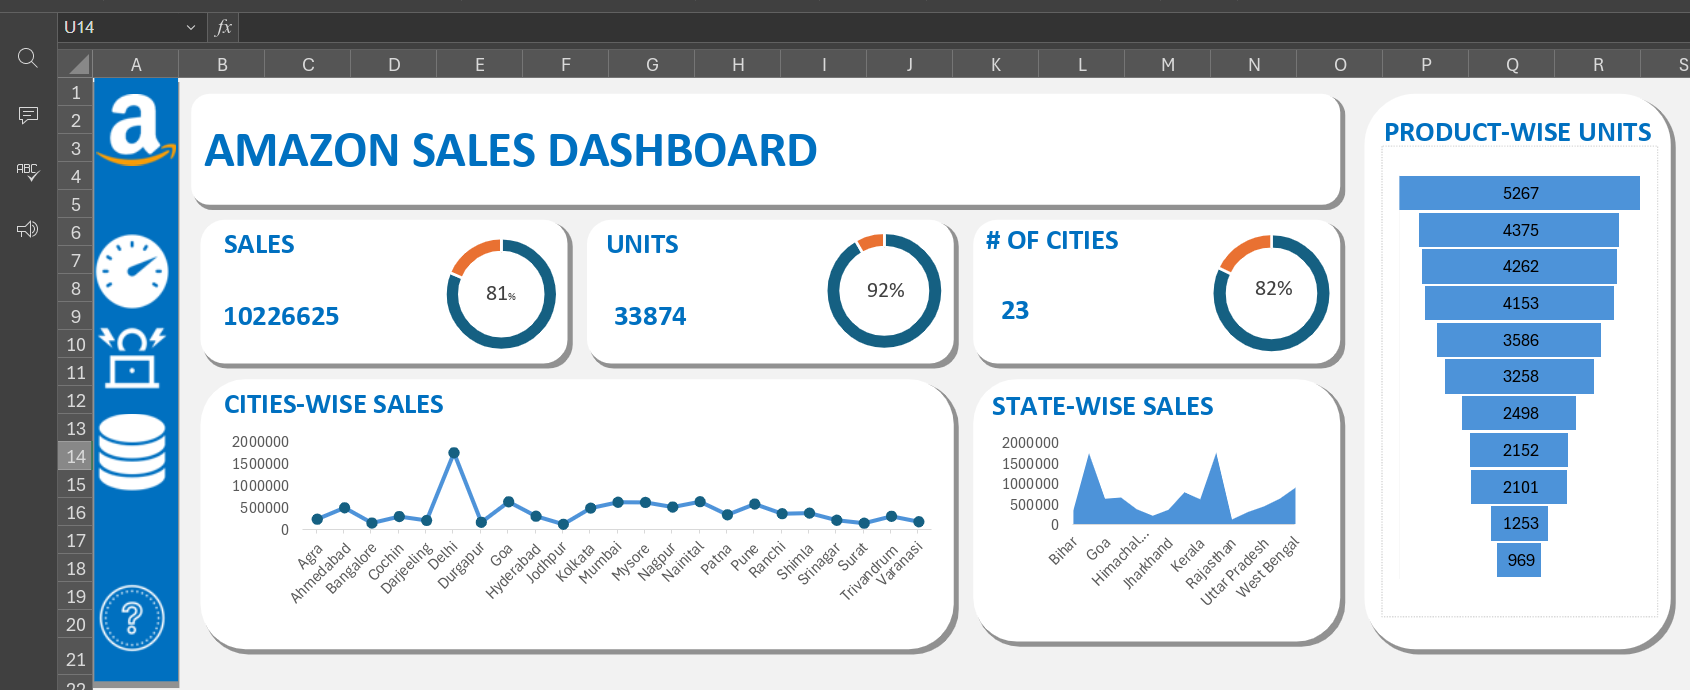 U14
fx
A B C D E F G H I J K L M N O P Q R S
1
2
3
4
5
6
7
8
9
10
11
12
13
14
15
16
17
18
19
20
21
22
ABC
a
AMAZON SALES DASHBOARD
SALES
10226625
81%
UNITS
33874
92%
# OF CITIES
23
82%
CITIES-WISE SALES
2000000
1500000
1000000
500000
0
Agra
Ahmedabad
Bangalore
Cochin
Darjeeling
Delhi
Durgapur
Goa
Hyderabad
Jodhpur
Kolkata
Mumbai
Mysore
Nagpur
Nainital
Patna
Pune
Ranchi
Shimla
Srinagar
Surat
Trivandrum
Varanasi
STATE-WISE SALES
2000000
1500000
1000000
500000
0
Bihar
Goa
Himachal...
Jharkhand
Kerala
Rajasthan
Uttar Pradesh
West Bengal
PRODUCT-WISE UNITS
5267
4375
4262
4153
3586
3258
2498
2152
2101
1253
969
?